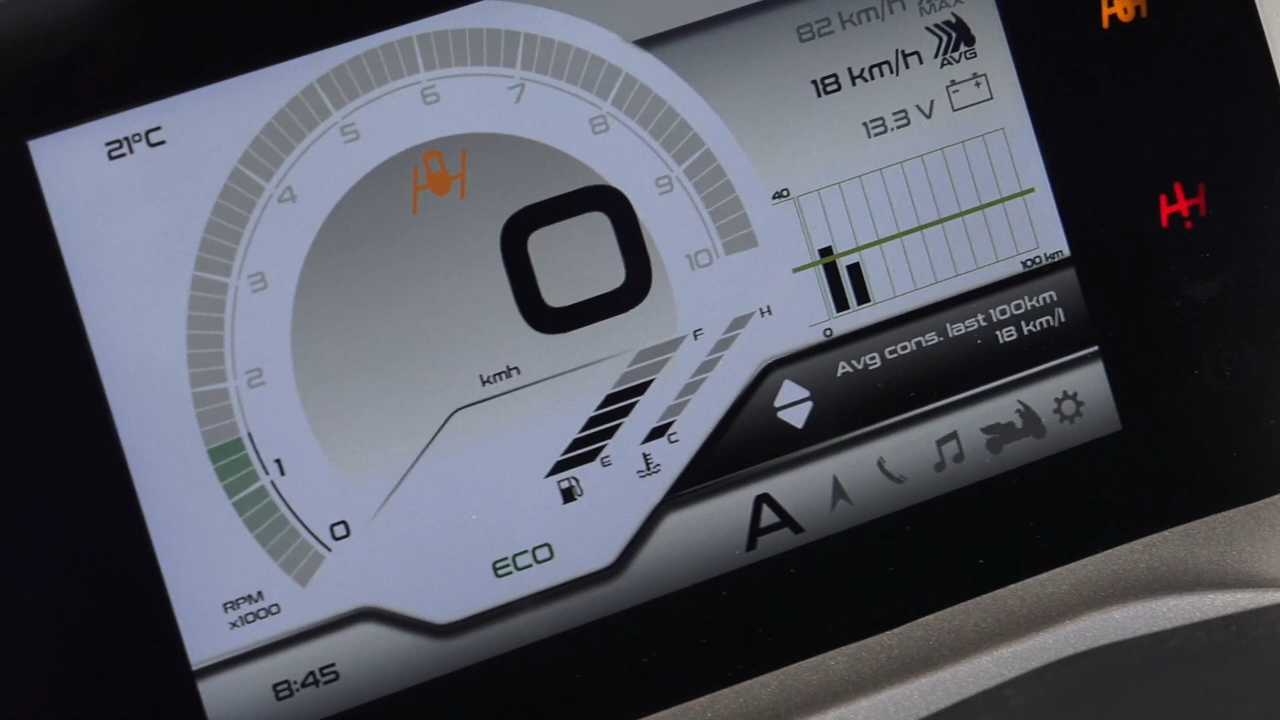 82 km/h MAX
18 km/h AVG
13.3 V
21°C
0
1
2
3
4
5
6
7
8
9
10
0
kmh
F
E
H
C
40
0
100 km
Avg cons. last 100km
18 km/l
ECO
A
RPM
x1000
8:45